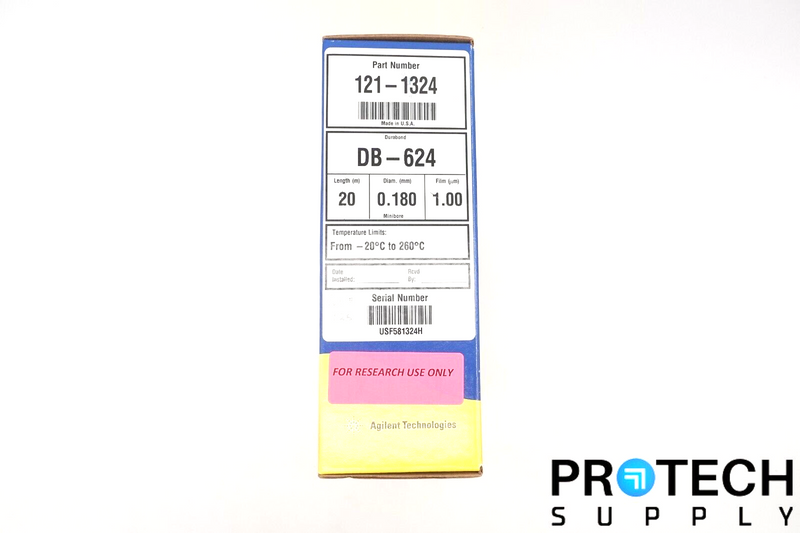 Part Number
121-1324
Made in U.S.A.
Durabond
DB-624
Length (m) Diam. (mm) Film (μm)
20 0.180 1.00
Minibore
Temperature Limits:
From -20°C to 260°C
Date Installed: Rcvd By:
Serial Number
USF581324H
FOR RESEARCH USE ONLY
Agilent Technologies
PROTECH
SUPPLY